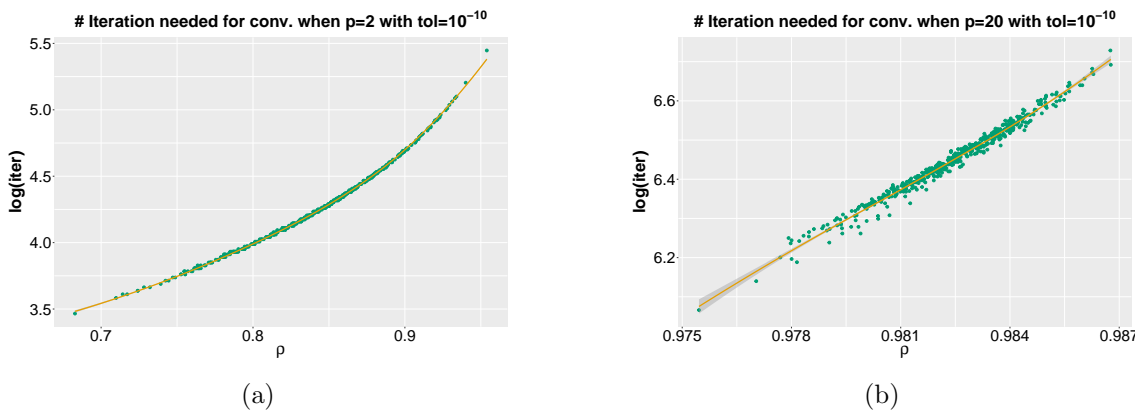 # Iteration needed for conv. when p=2 with tol=10⁻¹⁰
5.5
5.0
4.5
4.0
3.5
log(iter)
0.7 0.8 0.9
ρ
(a)
# Iteration needed for conv. when p=20 with tol=10⁻¹⁰
6.6
6.4
6.2
log(iter)
0.975 0.978 0.981 0.984 0.987
ρ
(b)